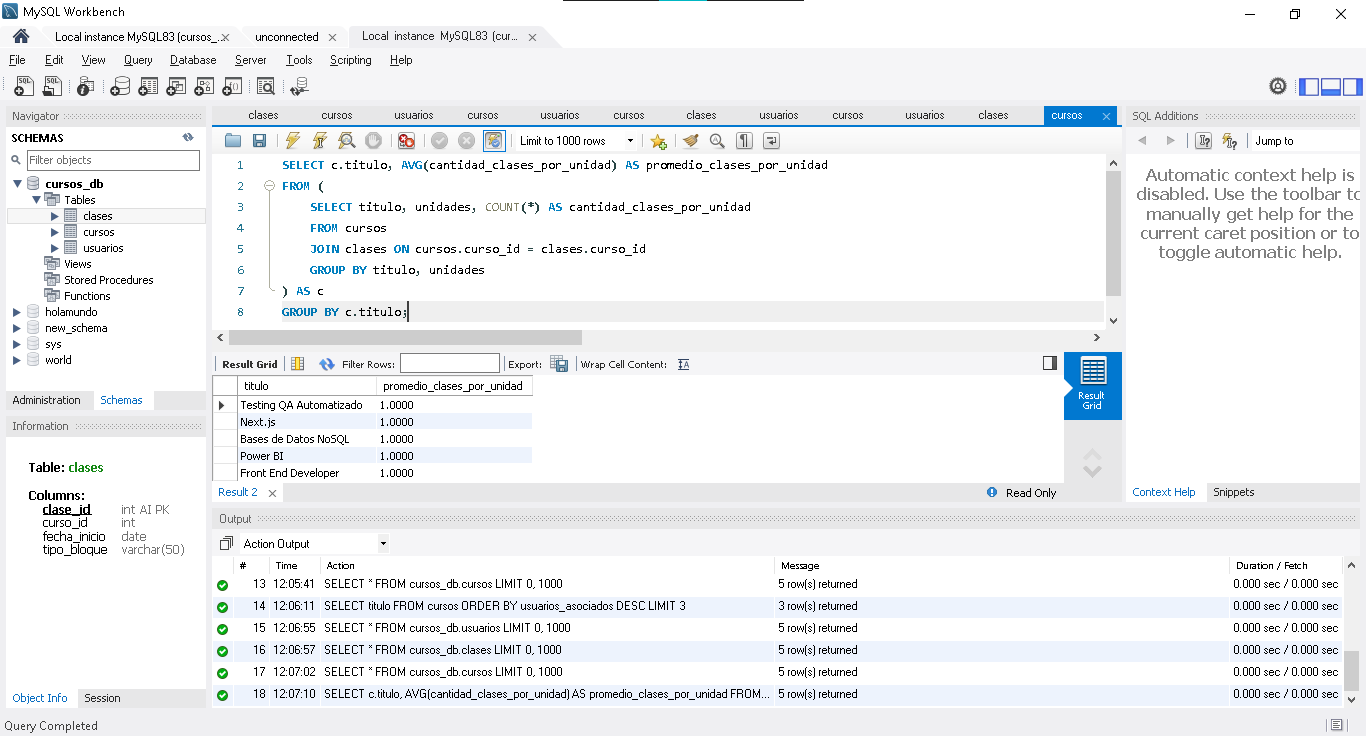 MySQL Workbench
Local instance MySQL83 (cursos_...
unconnected
Local instance MySQL83 (cur...
File Edit View Query Database Server Tools Scripting Help
Navigator
SCHEMAS
Filter objects
cursos_db
Tables
clases
cursos
usuarios
Views
Stored Procedures
Functions
holamundo
new_schema
sys
world
Administration Schemas
Information
Table: clases
Columns:
clase_id int AI PK
curso_id int
fecha_inicio date
tipo_bloque varchar(50)
Object Info Session
Query Completed
clases cursos usuarios cursos usuarios cursos clases usuarios cursos usuarios clases cursos
Limit to 1000 rows
1 SELECT c.titulo, AVG(cantidad_clases_por_unidad) AS promedio_clases_por_unidad
2 FROM (
3 SELECT titulo, unidades, COUNT(*) AS cantidad_clases_por_unidad
4 FROM cursos
5 JOIN clases ON cursos.curso_id = clases.curso_id
6 GROUP BY titulo, unidades
7 ) AS c
8 GROUP BY c.titulo;
Result Grid Filter Rows: Export: Wrap Cell Content:
titulo promedio_clases_por_unidad
Testing QA Automatizado 1.0000
Next.js 1.0000
Bases de Datos NoSQL 1.0000
Power BI 1.0000
Front End Developer 1.0000
Result Grid
Result 2
Read Only
SQL Additions
Jump to
Automatic context help is
disabled. Use the toolbar to
manually get help for the
current caret position or to
toggle automatic help.
Context Help Snippets
Output
Action Output
# Time Action Message Duration / Fetch
13 12:05:41 SELECT * FROM cursos_db.cursos LIMIT 0, 1000 5 row(s) returned 0.000 sec / 0.000 sec
14 12:06:11 SELECT titulo FROM cursos ORDER BY usuarios_asociados DESC LIMIT 3 3 row(s) returned 0.000 sec / 0.000 sec
15 12:06:55 SELECT * FROM cursos_db.usuarios LIMIT 0, 1000 5 row(s) returned 0.000 sec / 0.000 sec
16 12:06:57 SELECT * FROM cursos_db.clases LIMIT 0, 1000 5 row(s) returned 0.000 sec / 0.000 sec
17 12:07:02 SELECT * FROM cursos_db.cursos LIMIT 0, 1000 5 row(s) returned 0.000 sec / 0.000 sec
18 12:07:10 SELECT c.titulo, AVG(cantidad_clases_por_unidad) AS promedio_clases_por_unidad FROM... 5 row(s) returned 0.000 sec / 0.000 sec